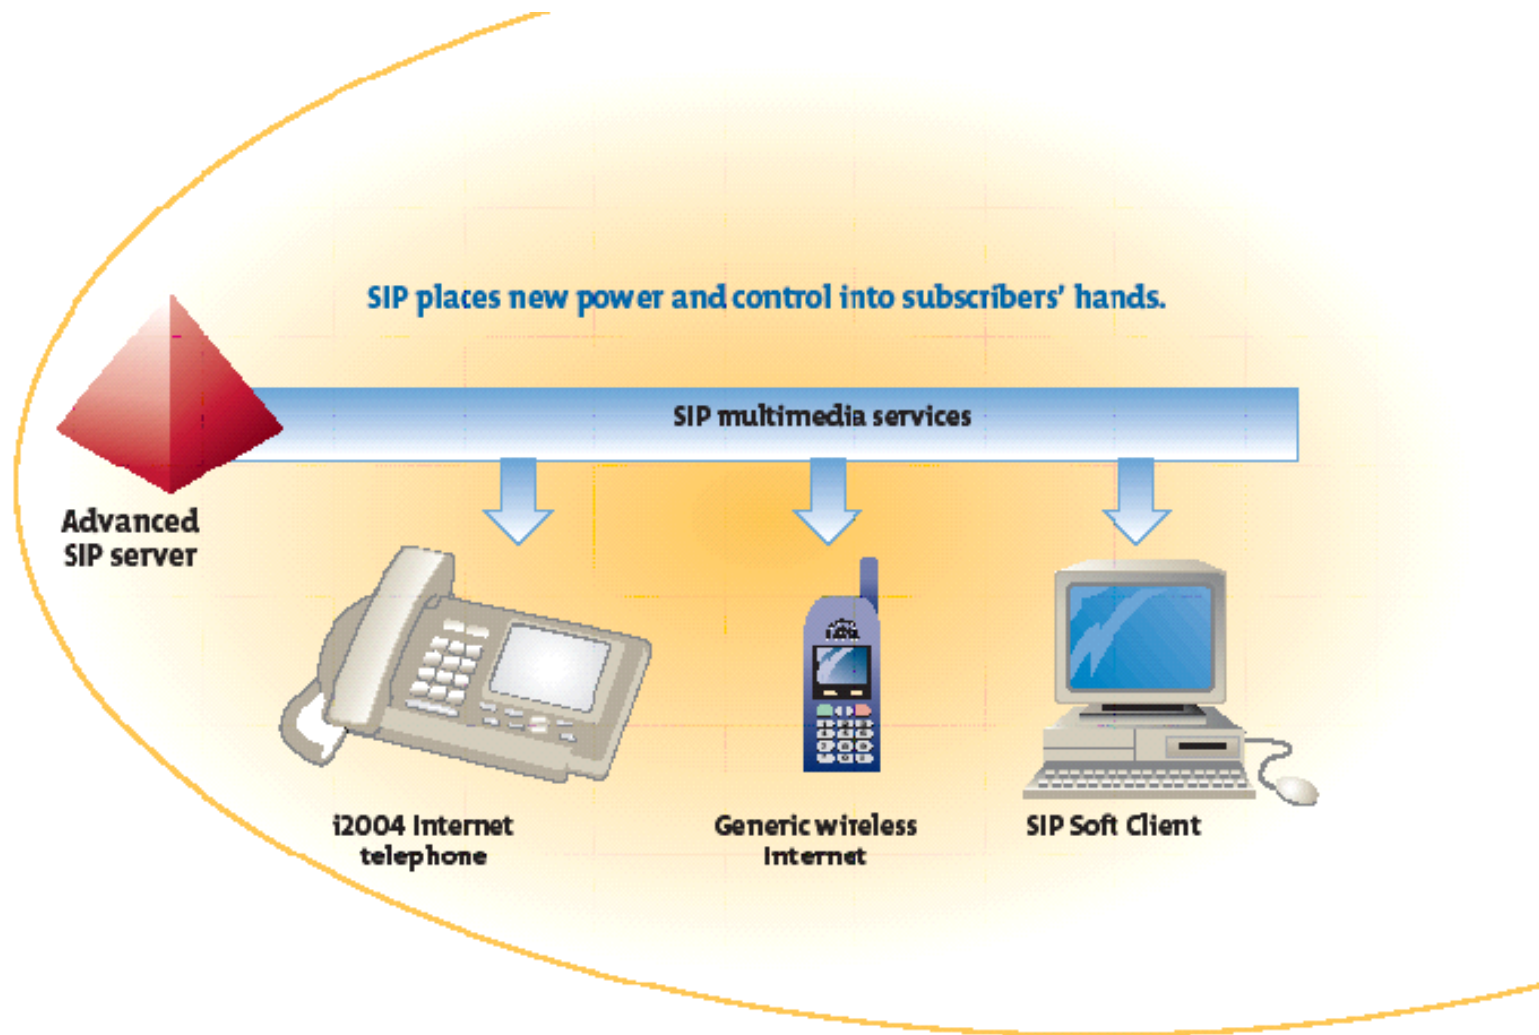 SIP places new power and control into subscribers' hands.
SIP multimedia services
Advanced
SIP server
i2004 Internet
telephone
Generic wireless
Internet
SIP Soft Client